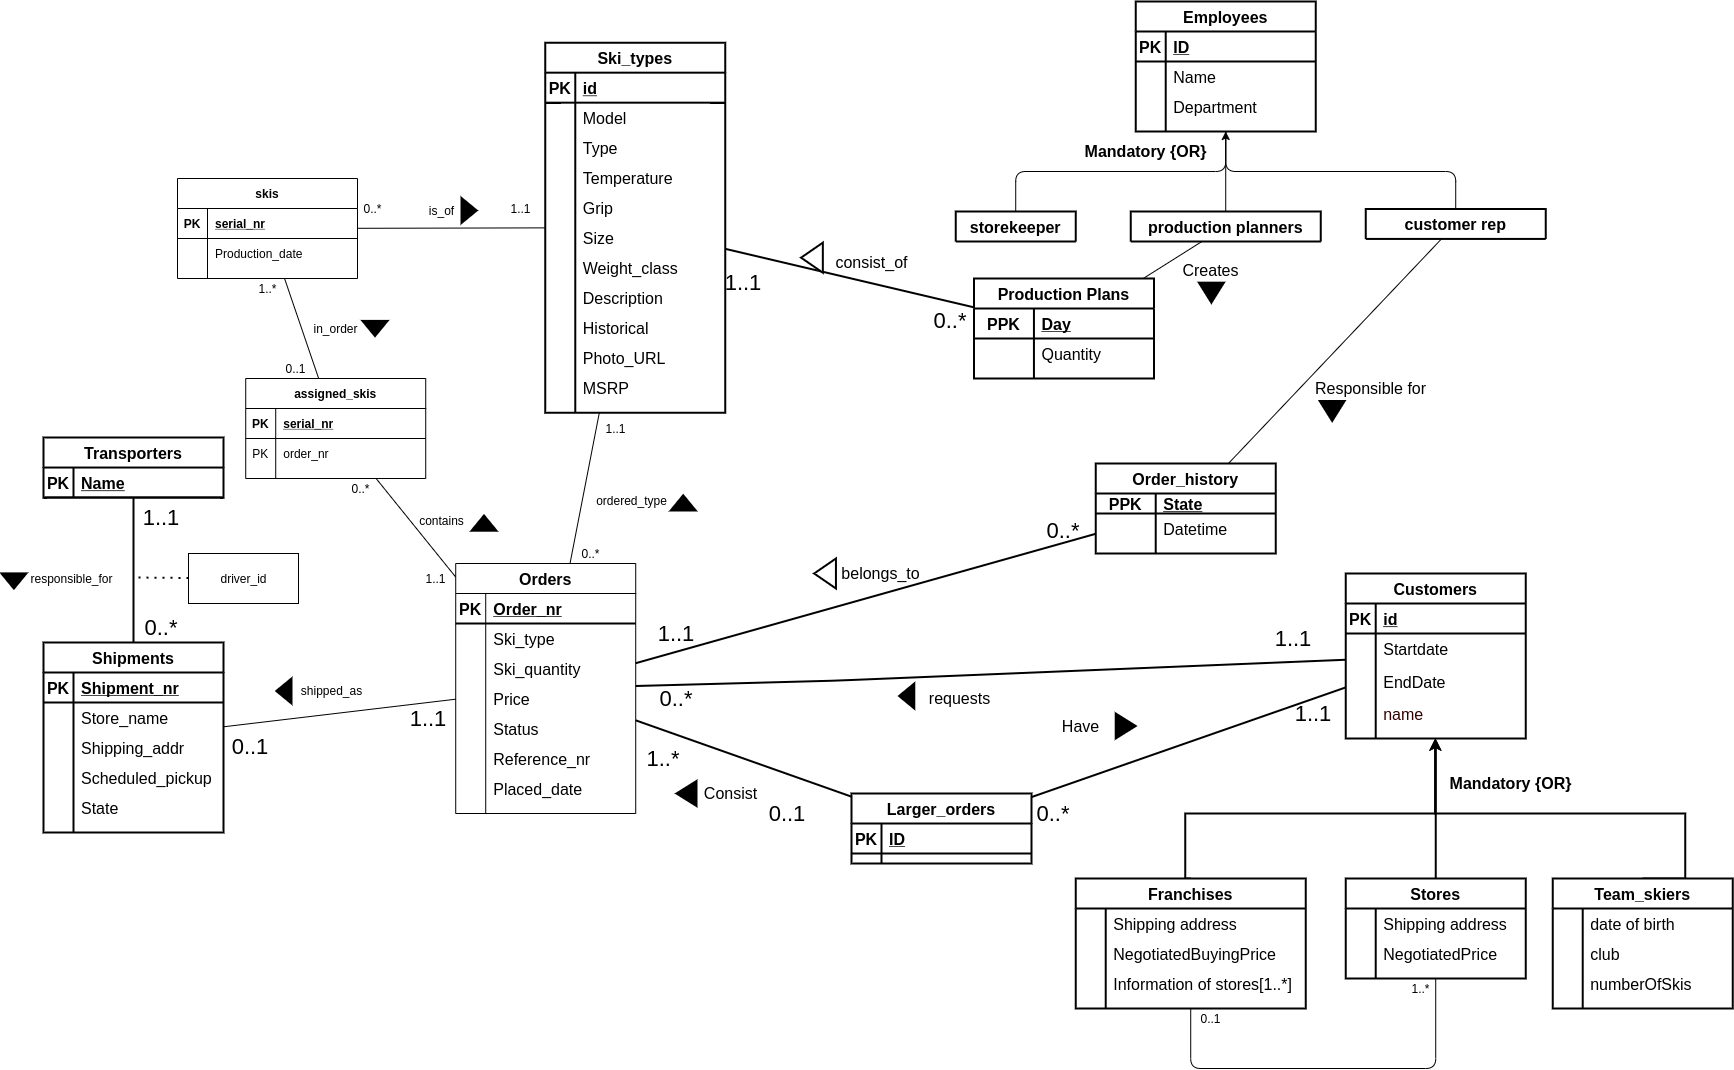 Employees
PK ID
Name
Department
Mandatory {OR}
storekeeper
production planners
customer rep
Ski_types
PK id
Model
Type
Temperature
Grip
Size
Weight_class
Description
Historical
Photo_URL
MSRP
skis
PK serial_nr
Production_date
0..*
is_of
1..1
1..*
in_order
0..1
consist_of
1..1
0..*
Creates
Production Plans
PPK Day
Quantity
Responsible for
assigned_skis
PK serial_nr
PK order_nr
0..*
contains
1..1
1..1
ordered_type
0..*
Transporters
PK Name
1..1
responsible_for
driver_id
0..*
Order_history
PPK State
Datetime
0..*
belongs_to
1..1
Orders
PK Order_nr
Ski_type
Ski_quantity
Price
Status
Reference_nr
Placed_date
Shipments
PK Shipment_nr
Store_name
Shipping_addr
Scheduled_pickup
State
shipped_as
1..1
0..1
Customers
PK id
Startdate
EndDate
name
1..1
0..*
requests
Have
1..1
1..*
Consist
0..1
Larger_orders
PK ID
0..*
Mandatory {OR}
Franchises
Shipping address
NegotiatedBuyingPrice
Information of stores[1..*]
Stores
Shipping address
NegotiatedPrice
Team_skiers
date of birth
club
numberOfSkis
1..*
0..1